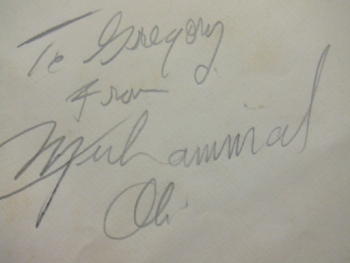 To Gregory
From
Muhammad
Ali